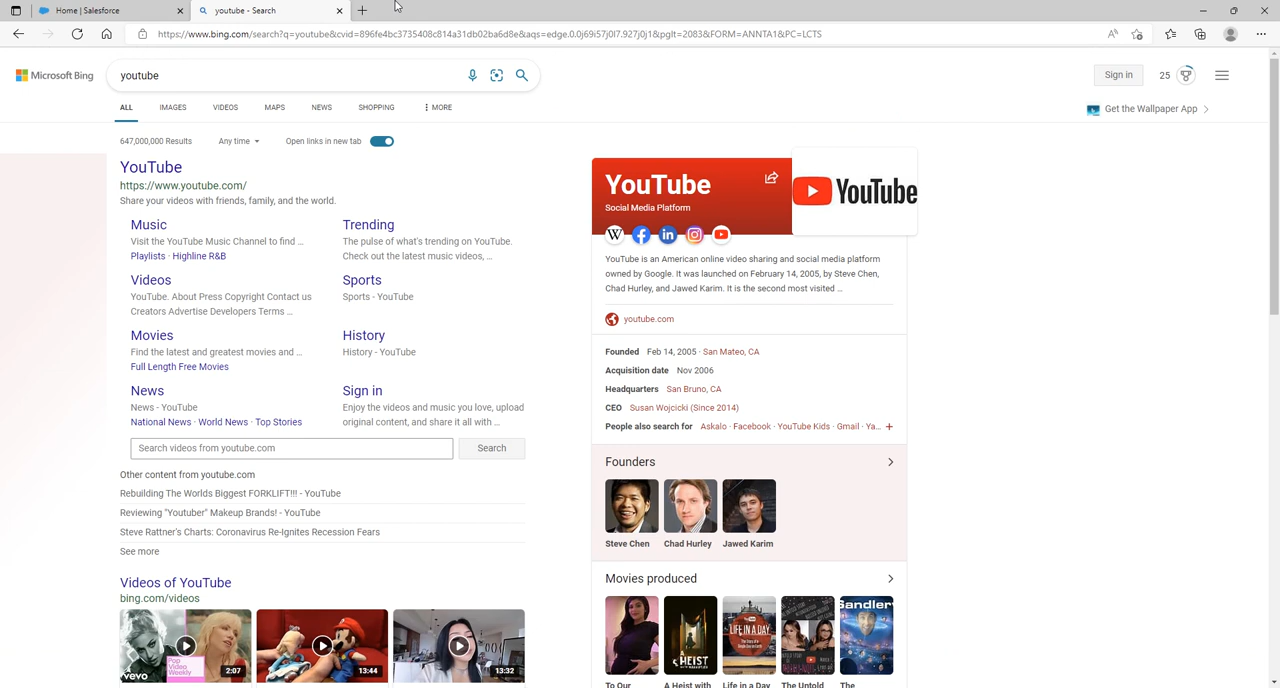 Home | Salesforce
youtube - Search
https://www.bing.com/search?q=youtube&cvid=896fe4bc3735408c814a31db02ba6d8e&aqs=edge.0.0j69i57j0l7.927j0j1&pglt=2083&FORM=ANNTA1&PC=LCTS
Microsoft Bing
youtube
Sign in
25
ALL
IMAGES
VIDEOS
MAPS
NEWS
SHOPPING
MORE
Get the Wallpaper App
647,000,000 Results
Any time
Open links in new tab
YouTube
https://www.youtube.com/
Share your videos with friends, family, and the world.
Music
Visit the YouTube Music Channel to find ...
Playlists · Highline R&B
Trending
The pulse of what's trending on YouTube.
Check out the latest music videos, ...
Videos
YouTube. About Press Copyright Contact us
Creators Advertise Developers Terms ...
Sports
Sports - YouTube
Movies
Find the latest and greatest movies and ...
Full Length Free Movies
History
History - YouTube
News
News - YouTube
National News · World News · Top Stories
Sign in
Enjoy the videos and music you love, upload
original content, and share it all with ...
Search videos from youtube.com
Search
Other content from youtube.com
Rebuilding The Worlds Biggest FORKLIFT!!! - YouTube
Reviewing "Youtuber" Makeup Brands! - YouTube
Steve Rattner's Charts: Coronavirus Re-Ignites Recession Fears
See more
Videos of YouTube
bing.com/videos
vevo
Pop
Video
Weekly
2:07
13:44
13:32
YouTube
Social Media Platform
YouTube
W
YouTube is an American online video sharing and social media platform
owned by Google. It was launched on February 14, 2005, by Steve Chen,
Chad Hurley, and Jawed Karim. It is the second most visited ...
youtube.com
Founded Feb 14, 2005 · San Mateo, CA
Acquisition date Nov 2006
Headquarters San Bruno, CA
CEO Susan Wojcicki (Since 2014)
People also search for Askalo · Facebook · YouTube Kids · Gmail · Ya...
Founders
Steve Chen
Chad Hurley
Jawed Karim
Movies produced
HEIST
LIFE IN A DAY
Sandler
To Our
A Heist with
Life in a Day
The Untold
The